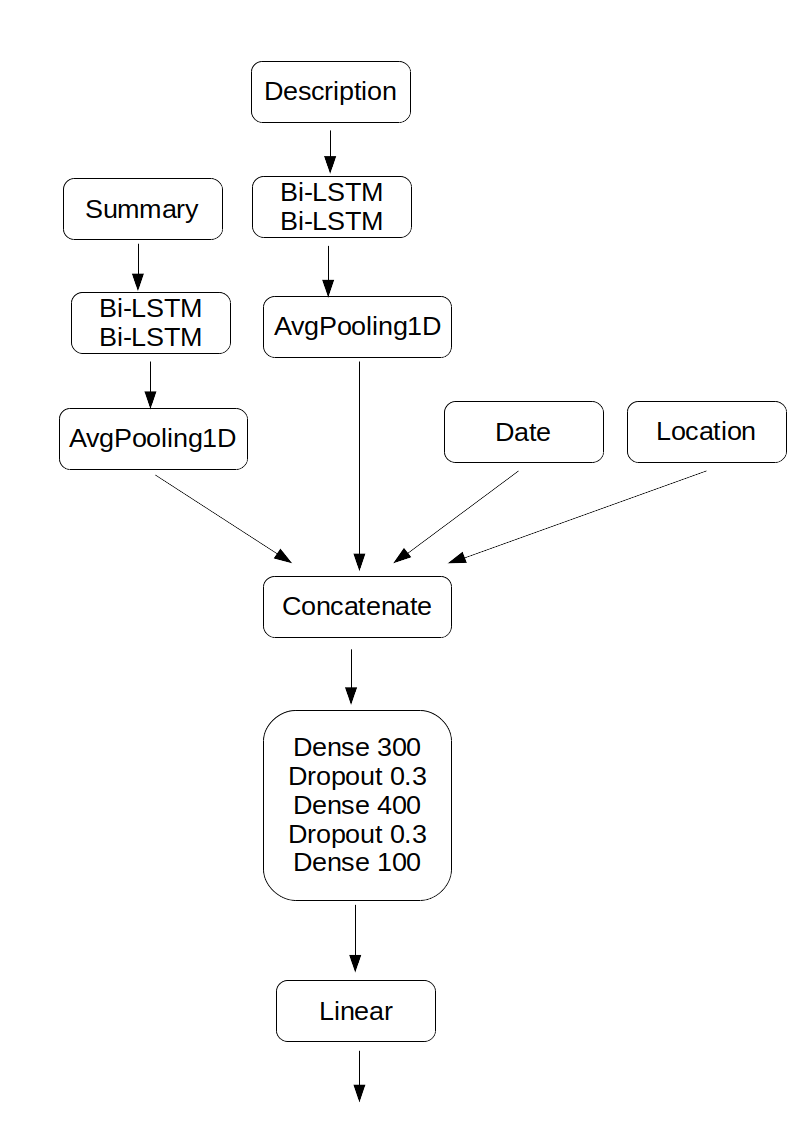 Description
Bi-LSTM
Bi-LSTM
Summary
Bi-LSTM
Bi-LSTM
AvgPooling1D
AvgPooling1D
Date
Location
Concatenate
Dense 300
Dropout 0.3
Dense 400
Dropout 0.3
Dense 100
Linear